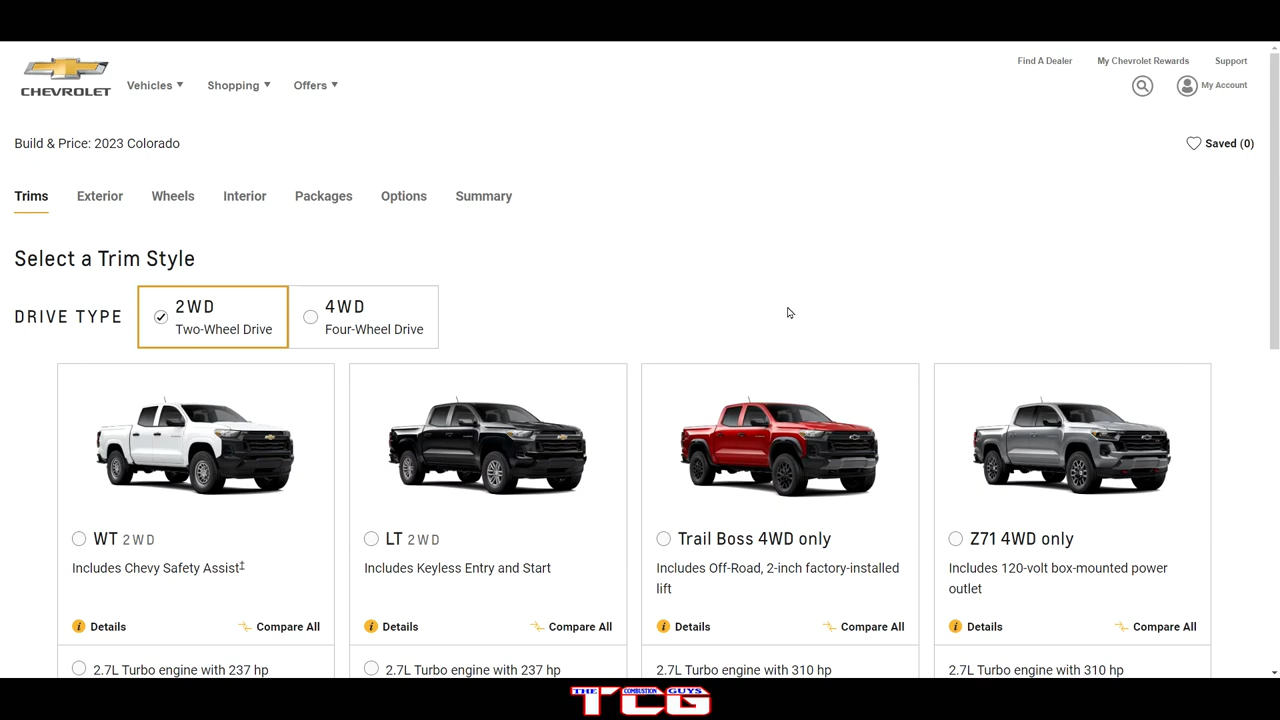 Find A Dealer My Chevrolet Rewards Support
CHEVROLET Vehicles Shopping Offers My Account
Build & Price: 2023 Colorado Saved (0)
Trims Exterior Wheels Interior Packages Options Summary
Select a Trim Style
DRIVE TYPE
2WD
Two-Wheel Drive
4WD
Four-Wheel Drive
WT 2WD
Includes Chevy Safety Assist‡
Details Compare All
2.7L Turbo engine with 237 hp
LT 2WD
Includes Keyless Entry and Start
Details Compare All
2.7L Turbo engine with 237 hp
Trail Boss 4WD only
Includes Off-Road, 2-inch factory-installed
lift
Details Compare All
2.7L Turbo engine with 310 hp
Z71 4WD only
Includes 120-volt box-mounted power
outlet
Details Compare All
2.7L Turbo engine with 310 hp
THE COMBUSTION GUYS
TCG